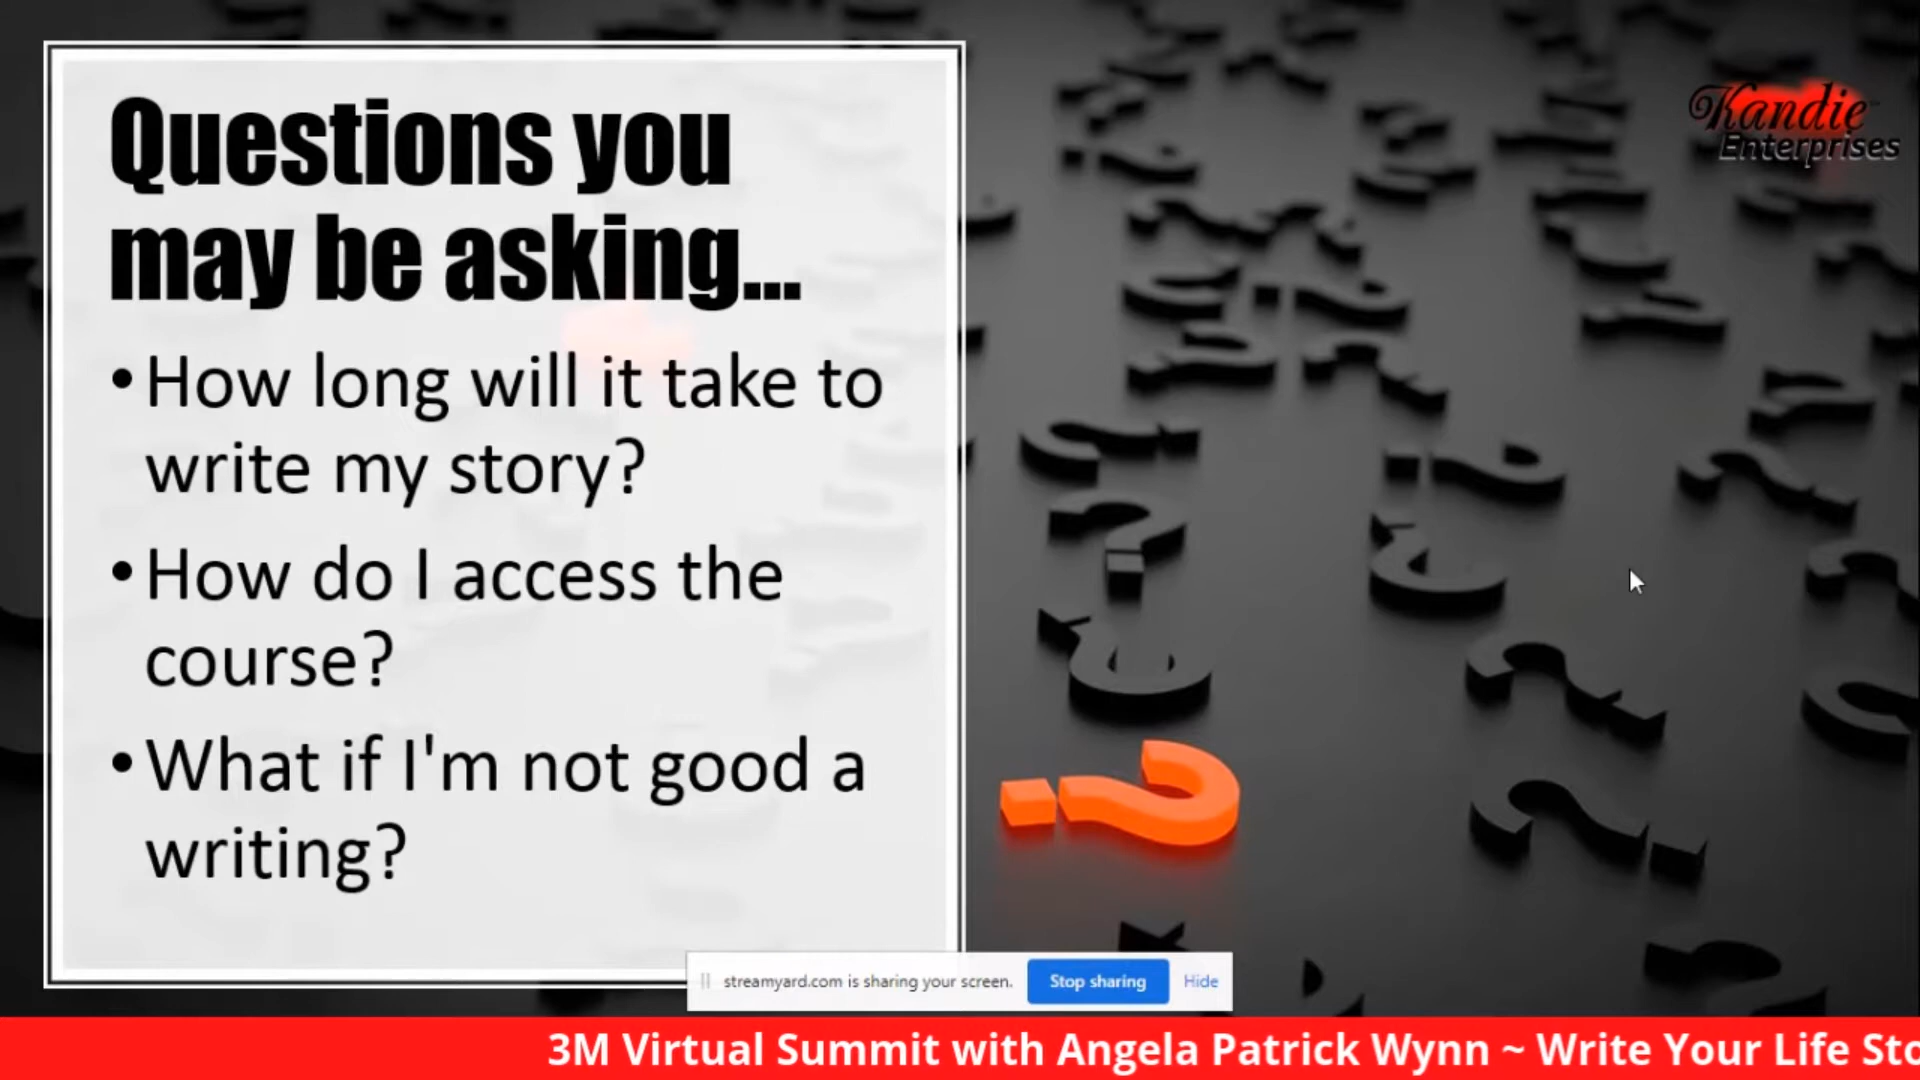 Questions you
may be asking...
• How long will it take to
write my story?
• How do I access the
course?
• What if I'm not good a
writing?
Kandie
Enterprises
streamyard.com is sharing your screen. Stop sharing Hide
3M Virtual Summit with Angela Patrick Wynn ~ Write Your Life Sto